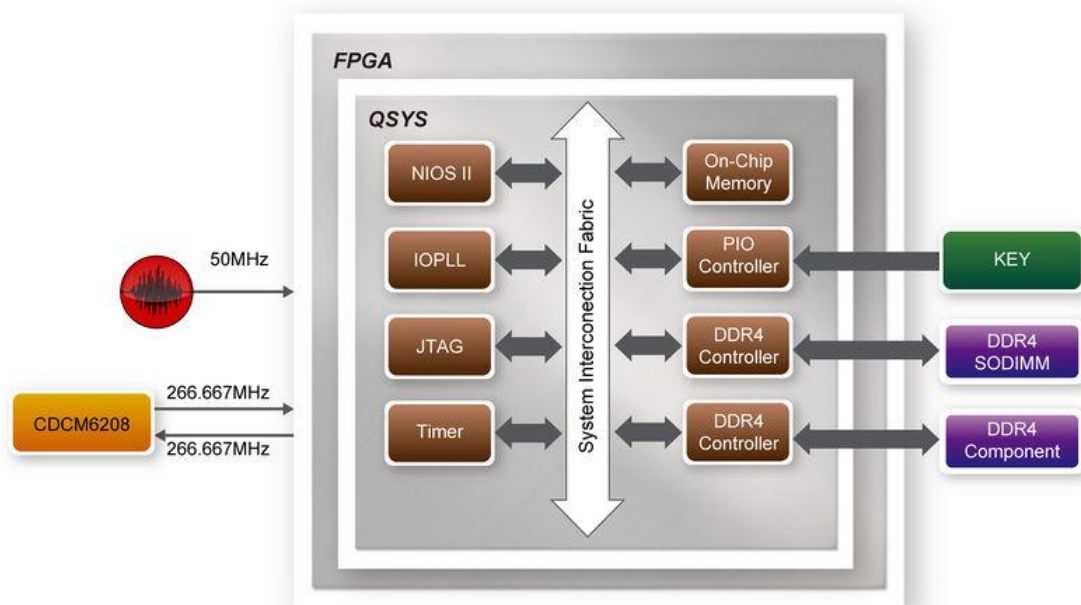 FPGA
QSYS
NIOS II
On-Chip
Memory
System Interconection Fabric
50MHz
IOPLL
PIO
Controller
KEY
JTAG
DDR4
Controller
DDR4
SODIMM
266.667MHz
CDCM6208
266.667MHz
Timer
DDR4
Controller
DDR4
Component